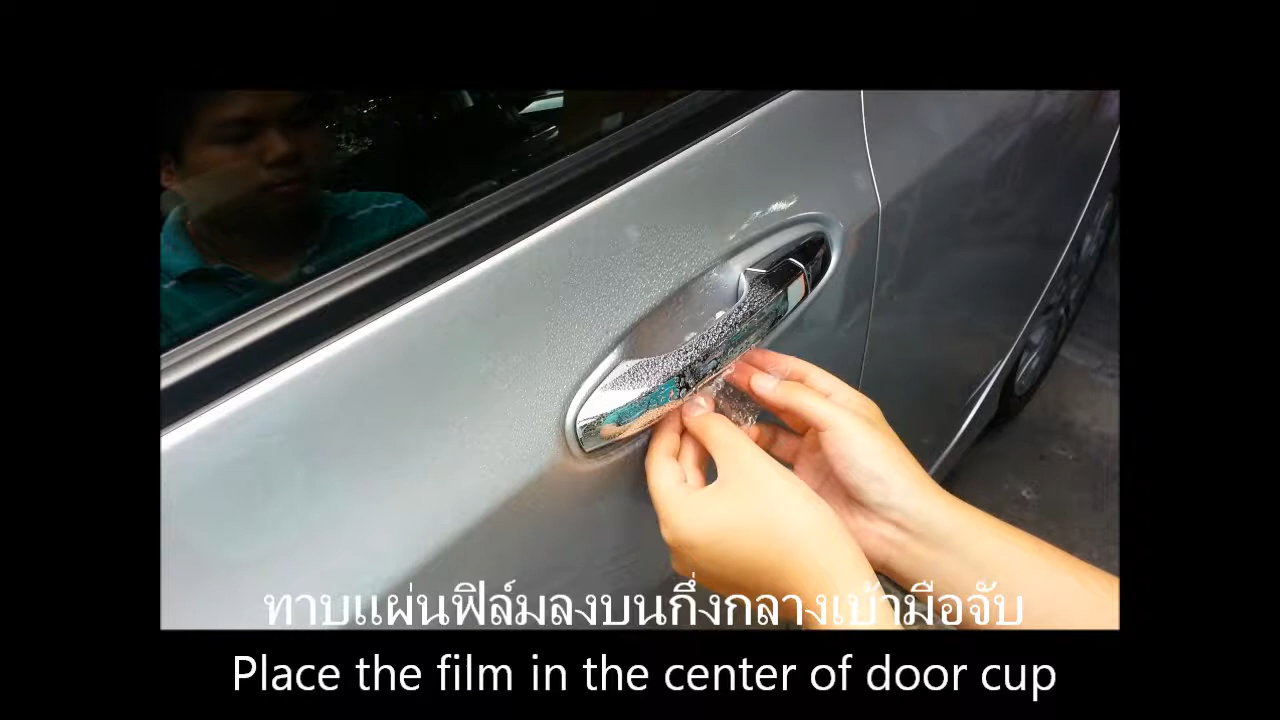 ทาบแผ่นฟิล์มลงบนกึ่งกลางเบ้ามือจับ
Place the film in the center of door cup